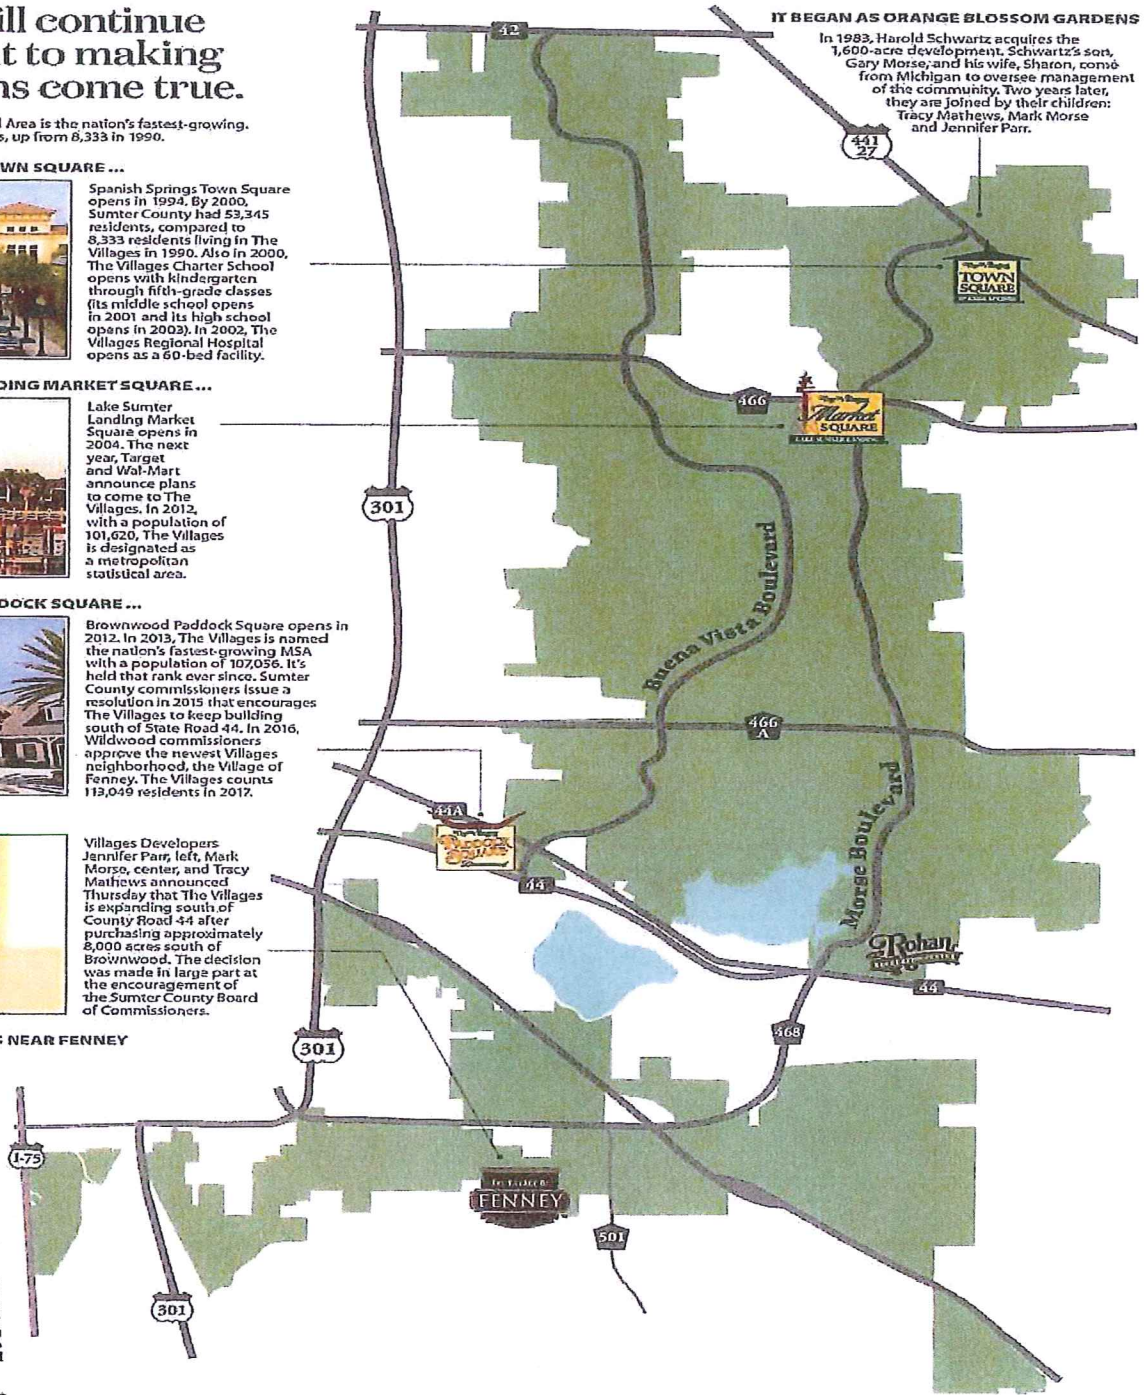 ill continue
t to making
ns come true.
l Area is the nation's fastest-growing.
s, up from 8,333 in 1990.
WN SQUARE...
Spanish Springs Town Square
opens in 1994. By 2000,
Sumter County had 53,345
residents, compared to
8,333 residents living in The
Villages in 1990. Also in 2000,
The Villages Charter School
opens with kindergarten
through fifth-grade classes
(its middle school opens
in 2001 and its high school
opens in 2003). In 2002, The
Villages Regional Hospital
opens as a 60-bed facility.
DING MARKET SQUARE...
Lake Sumter
Landing Market
Square opens in
2004. The next
year, Target
and Wal-Mart
announce plans
to come to The
Villages. In 2012,
with a population of
101,620, The Villages
is designated as
a metropolitan
statistical area.
DOCK SQUARE...
Brownwood Paddock Square opens in
2012. In 2013, The Villages is named
the nation's fastest-growing MSA
with a population of 107,056. It's
held that rank ever since. Sumter
County commissioners issue a
resolution in 2015 that encourages
The Villages to keep building
south of State Road 44. In 2016,
Wildwood commissioners
approve the newest Villages
neighborhood, the Village of
Fenney. The Villages counts
113,049 residents in 2017.
Villages Developers
Jennifer Parr, left, Mark
Morse, center, and Tracy
Mathews announced
Thursday that The Villages
is expanding south of
County Road 44 after
purchasing approximately
8,000 acres south of
Brownwood. The decision
was made in large part at
the encouragement of
the Sumter County Board
of Commissioners.
NEAR FENNEY
IT BEGAN AS ORANGE BLOSSOM GARDENS
In 1983, Harold Schwartz acquires the
1,600-acre development. Schwartz's son,
Gary Morse, and his wife, Sharon, come
from Michigan to oversee management
of the community. Two years later,
they are joined by their children:
Tracy Mathews, Mark Morse
and Jennifer Parr.
42
441
27
TOWN
SQUARE
466
Market
SQUARE
LAKE SUMTER LANDING
301
Buena Vista Boulevard
466
A
44A
PADDOCK
SQUARE
44
Morse Boulevard
Rohan
44
468
301
I-75
THE VILLAGE OF
FENNEY
501
301